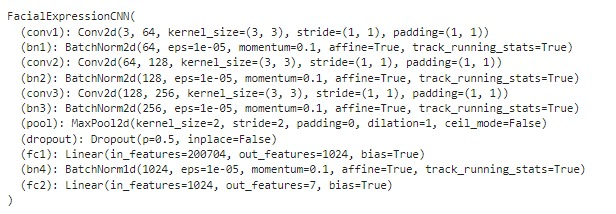 FacialExpressionCNN(
  (conv1): Conv2d(3, 64, kernel_size=(3, 3), stride=(1, 1), padding=(1, 1))
  (bn1): BatchNorm2d(64, eps=1e-05, momentum=0.1, affine=True, track_running_stats=True)
  (conv2): Conv2d(64, 128, kernel_size=(3, 3), stride=(1, 1), padding=(1, 1))
  (bn2): BatchNorm2d(128, eps=1e-05, momentum=0.1, affine=True, track_running_stats=True)
  (conv3): Conv2d(128, 256, kernel_size=(3, 3), stride=(1, 1), padding=(1, 1))
  (bn3): BatchNorm2d(256, eps=1e-05, momentum=0.1, affine=True, track_running_stats=True)
  (pool): MaxPool2d(kernel_size=2, stride=2, padding=0, dilation=1, ceil_mode=False)
  (dropout): Dropout(p=0.5, inplace=False)
  (fc1): Linear(in_features=200704, out_features=1024, bias=True)
  (bn4): BatchNorm1d(1024, eps=1e-05, momentum=0.1, affine=True, track_running_stats=True)
  (fc2): Linear(in_features=1024, out_features=7, bias=True)
)